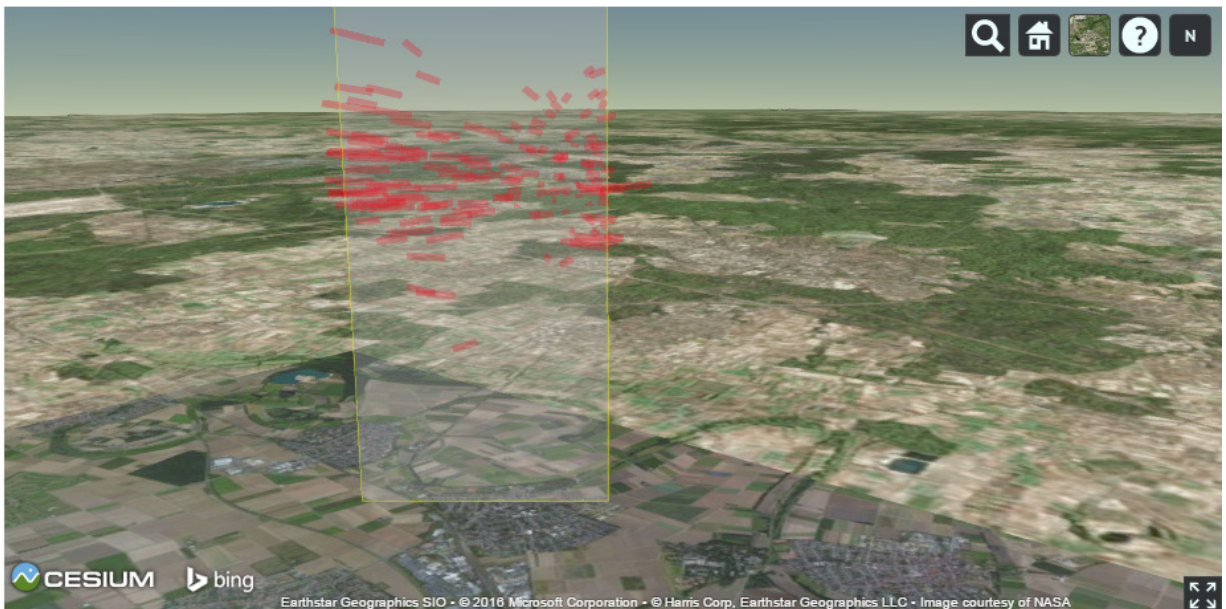 ?
N
CESIUM
bing
Earthstar Geographics SIO • © 2016 Microsoft Corporation • © Harris Corp, Earthstar Geographics LLC • Image courtesy of NASA